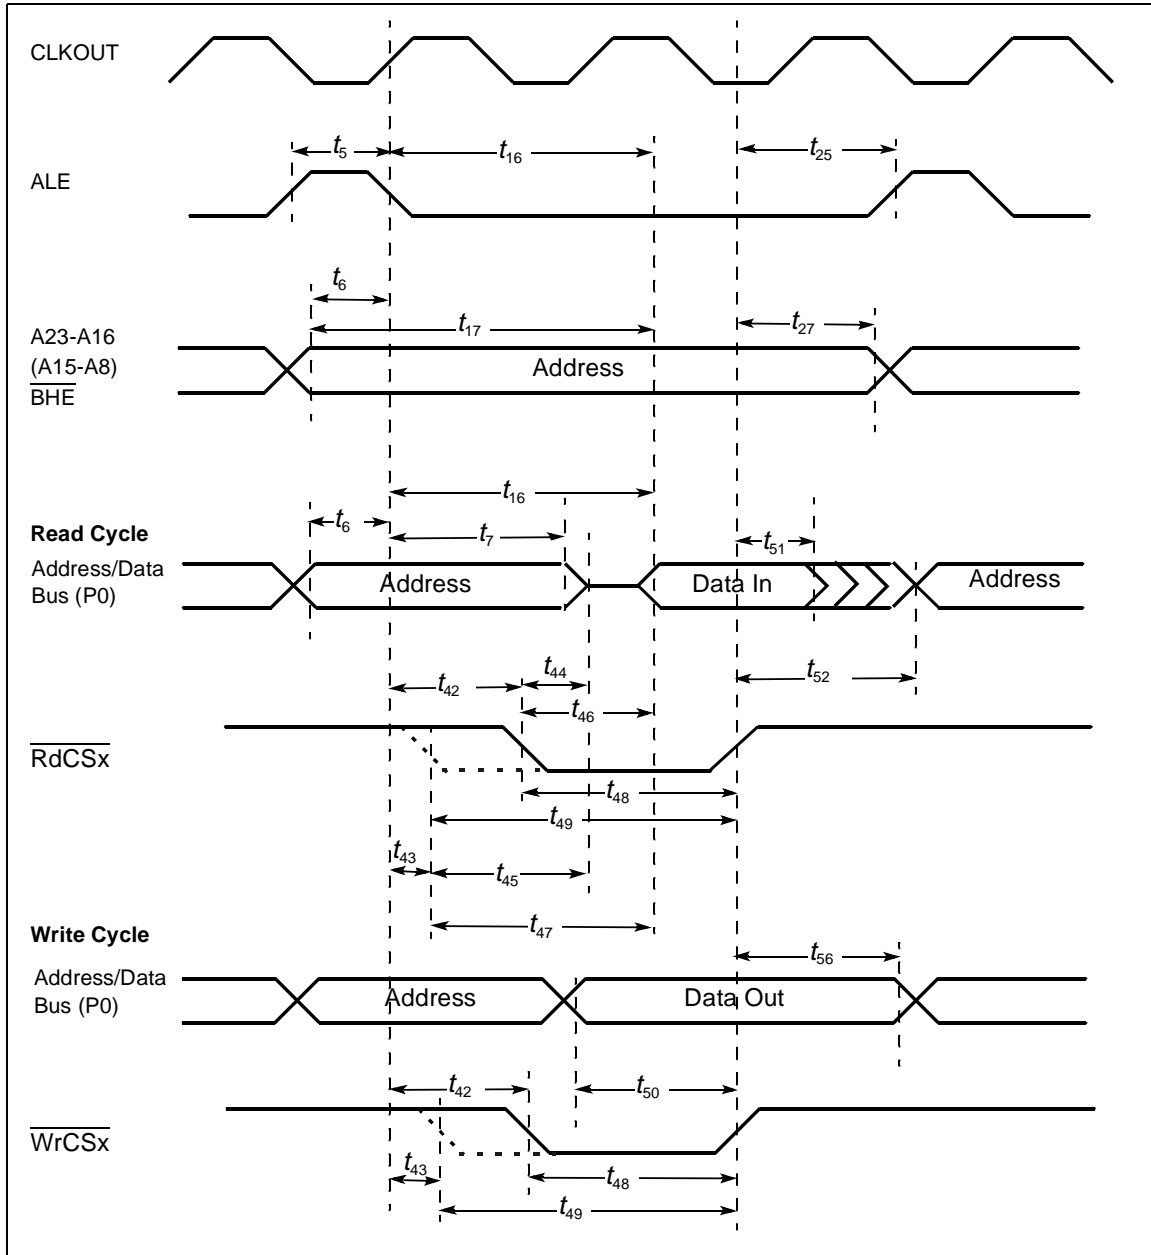 CLKOUT
t5
t16
t25
ALE
t6
A23-A16
t17
t27
(A15-A8)
Address
BHE
t16
Read Cycle
t6
t7
t51
Address/Data
Bus (P0)
Address
Data In
Address
t44
t42
t52
t46
RdCSx
t48
t49
t43
t45
t47
Write Cycle
t56
Address/Data
Bus (P0)
Address
Data Out
t42
t50
WrCSx
t43
t48
t49